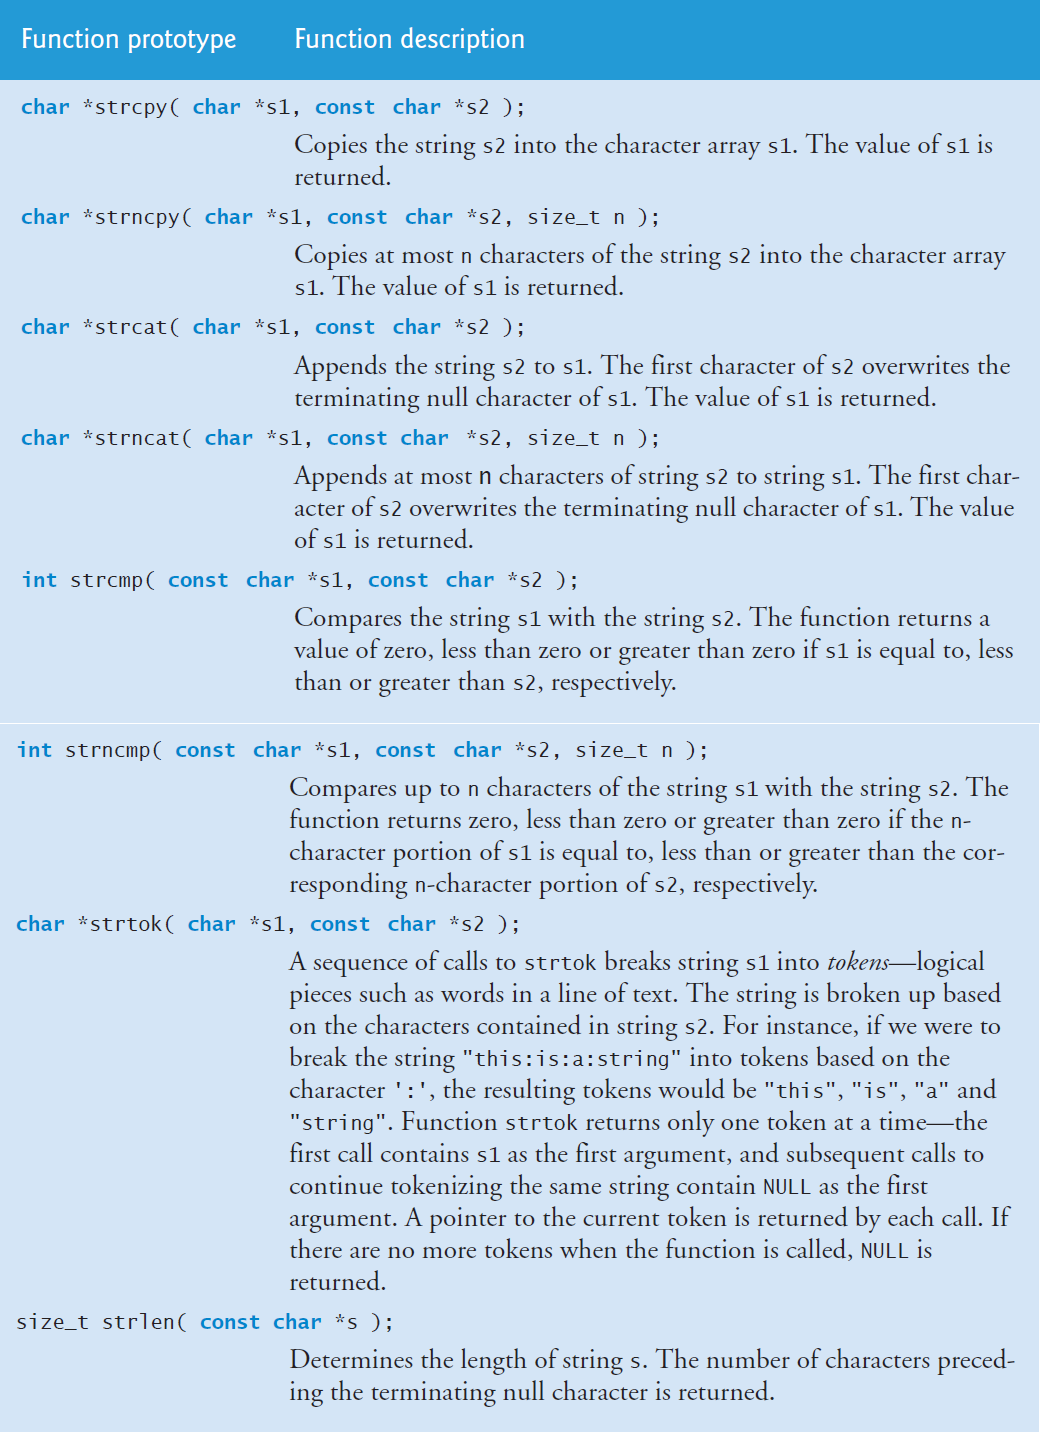 Function prototype Function description
char *strcpy( char *s1, const char *s2 );
Copies the string s2 into the character array s1. The value of s1 is
returned.
char *strncpy( char *s1, const char *s2, size_t n );
Copies at most n characters of the string s2 into the character array
s1. The value of s1 is returned.
char *strcat( char *s1, const char *s2 );
Appends the string s2 to s1. The first character of s2 overwrites the
terminating null character of s1. The value of s1 is returned.
char *strncat( char *s1, const char *s2, size_t n );
Appends at most n characters of string s2 to string s1. The first char-
acter of s2 overwrites the terminating null character of s1. The value
of s1 is returned.
int strcmp( const char *s1, const char *s2 );
Compares the string s1 with the string s2. The function returns a
value of zero, less than zero or greater than zero if s1 is equal to, less
than or greater than s2, respectively.
int strncmp( const char *s1, const char *s2, size_t n );
Compares up to n characters of the string s1 with the string s2. The
function returns zero, less than zero or greater than zero if the n-
character portion of s1 is equal to, less than or greater than the cor-
responding n-character portion of s2, respectively.
char *strtok( char *s1, const char *s2 );
A sequence of calls to strtok breaks string s1 into tokens—logical
pieces such as words in a line of text. The string is broken up based
on the characters contained in string s2. For instance, if we were to
break the string "this:is:a:string" into tokens based on the
character ':', the resulting tokens would be "this", "is", "a" and
"string". Function strtok returns only one token at a time—the
first call contains s1 as the first argument, and subsequent calls to
continue tokenizing the same string contain NULL as the first
argument. A pointer to the current token is returned by each call. If
there are no more tokens when the function is called, NULL is
returned.
size_t strlen( const char *s );
Determines the length of string s. The number of characters preced-
ing the terminating null character is returned.